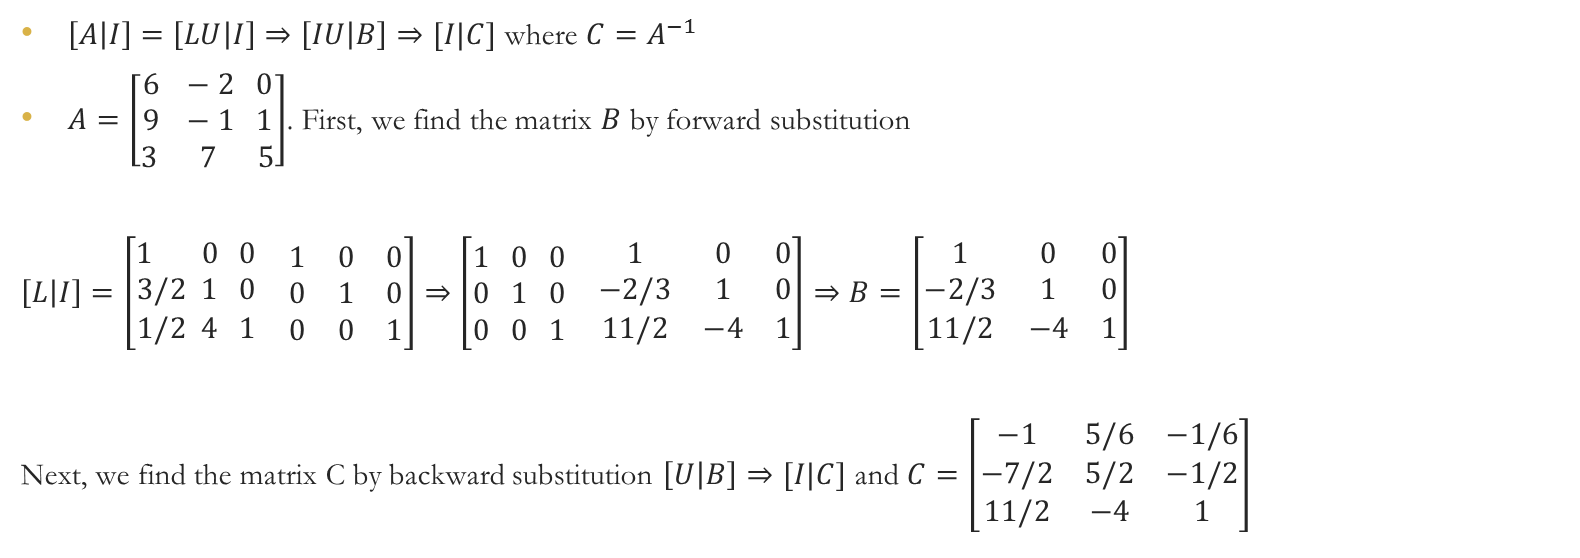 • [A|I] = [LU|I] ⇒ [IU|B] ⇒ [I|C] where C = A⁻¹
• A = [6 − 2 0; 9 − 1 1; 3 7 5]. First, we find the matrix B by forward substitution
[L|I] = [1 0 0 1 0 0; 3/2 1 0 0 1 0; 1/2 4 1 0 0 1] ⇒ [1 0 0 1 0 0; 0 1 0 −2/3 1 0; 0 0 1 11/2 −4 1] ⇒ B = [1 0 0; −2/3 1 0; 11/2 −4 1]
Next, we find the matrix C by backward substitution [U|B] ⇒ [I|C] and C = [−1 5/6 −1/6; −7/2 5/2 −1/2; 11/2 −4 1]